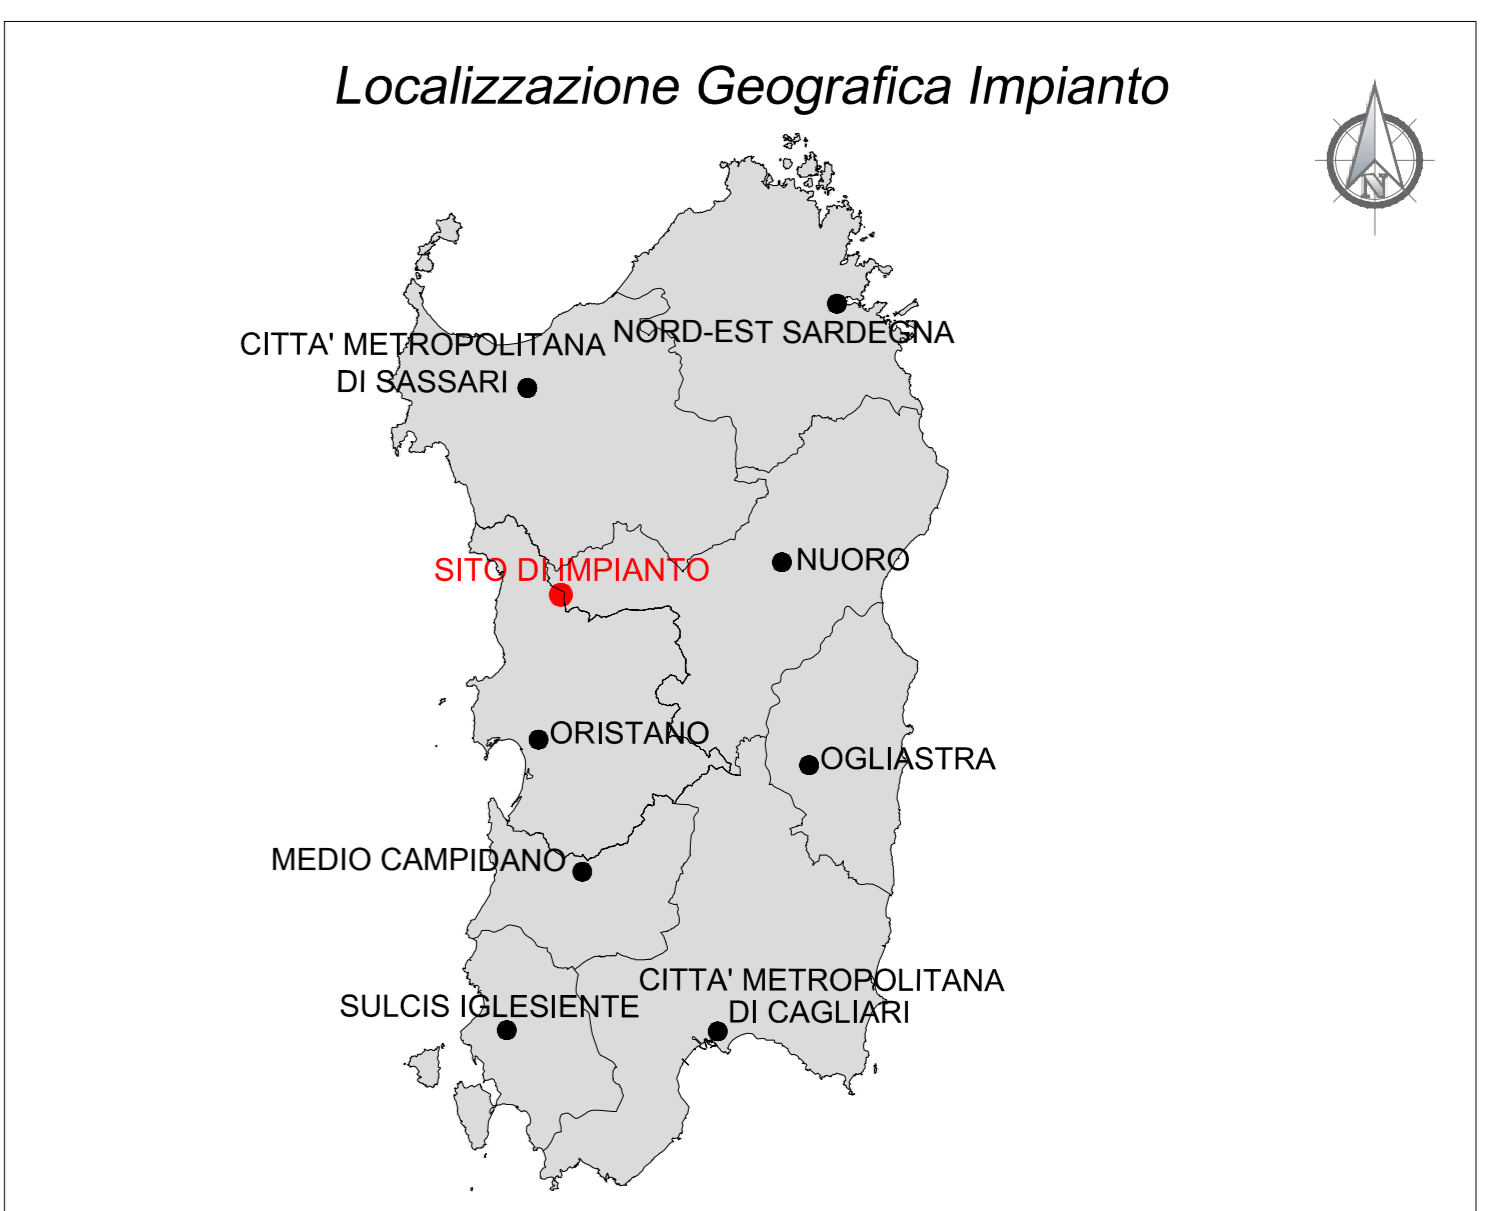 Localizzazione Geografica Impianto
N
NORD-EST SARDEGNA
CITTA' METROPOLITANA
DI SASSARI
SITO DI IMPIANTO
NUORO
ORISTANO
OGLIASTRA
MEDIO CAMPIDANO
CITTA' METROPOLITANA
DI CAGLIARI
SULCIS IGLESIENTE